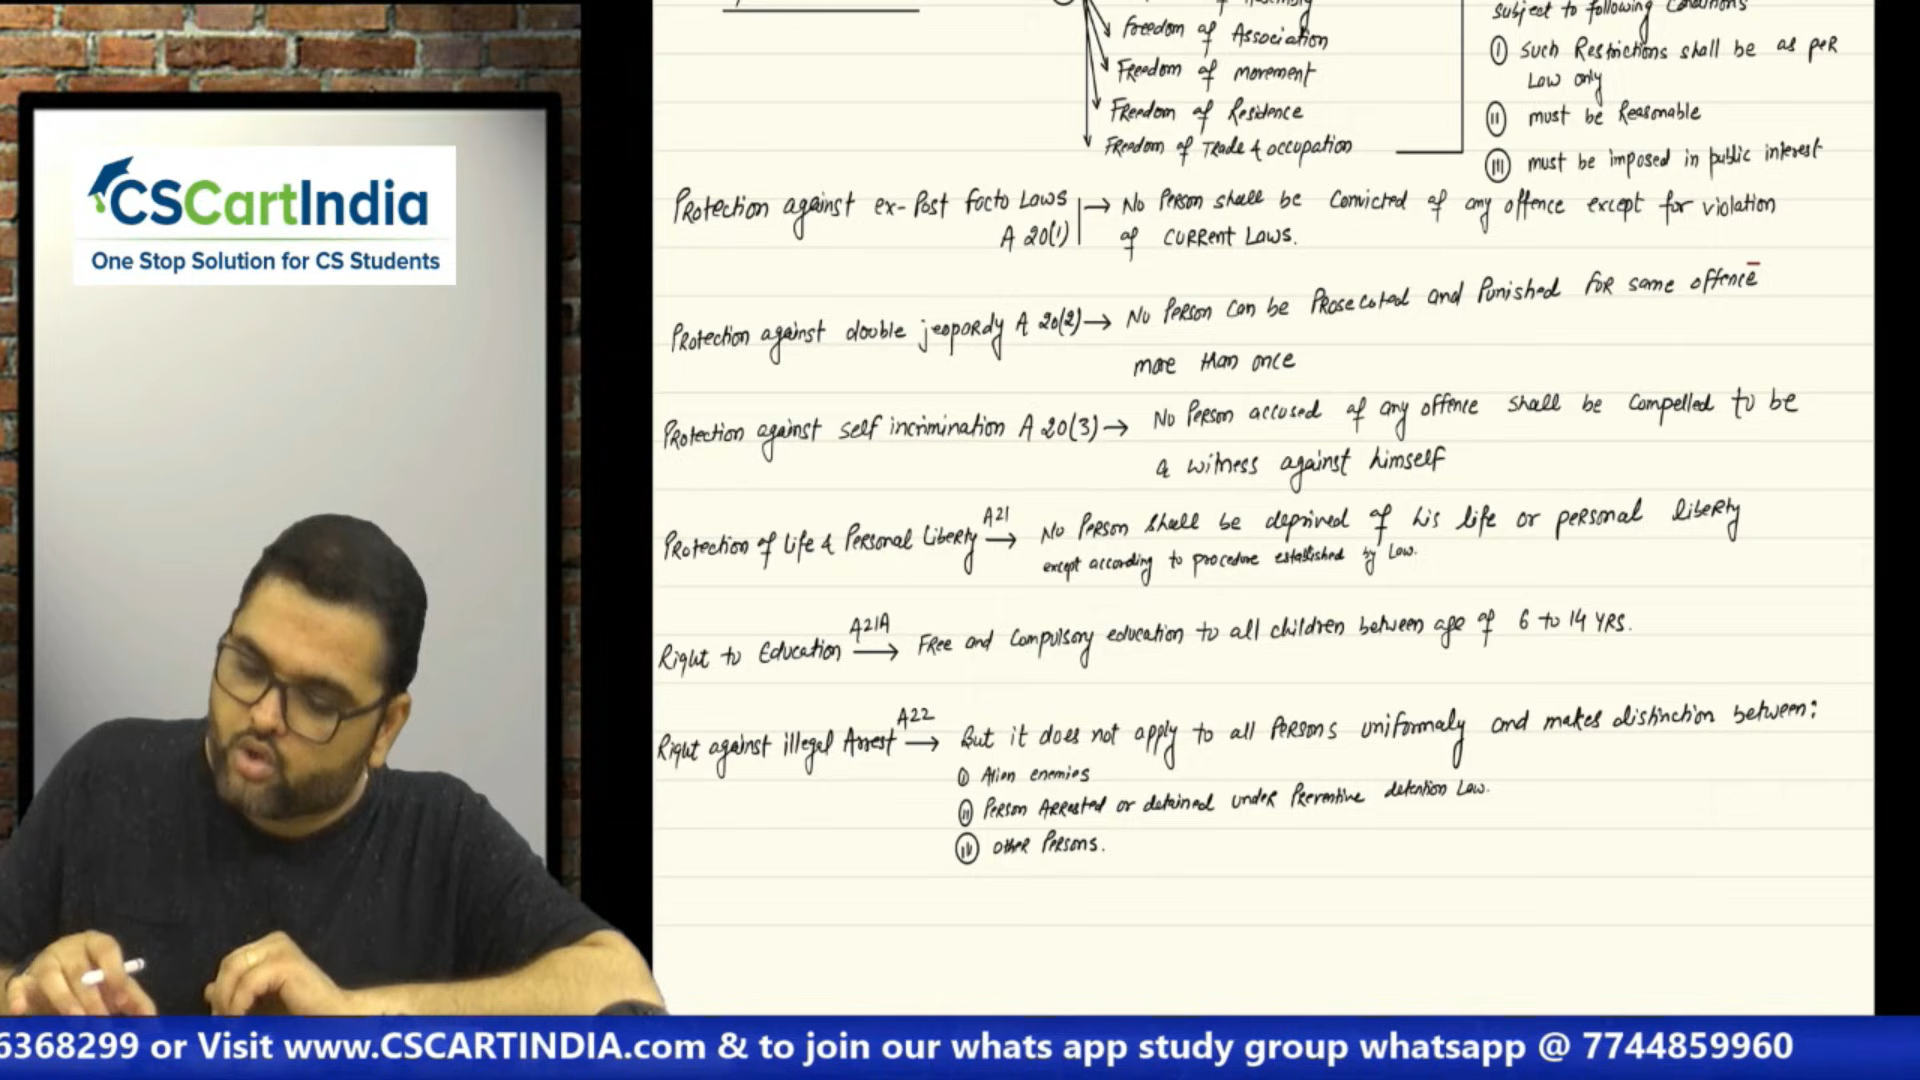 subject to following Conditions
Freedom of Association
Freedom of movement
Freedom of Residence
Freedom of Trade & occupation
(I) Such Restrictions shall be as per
Law only
(II) must be Reasonable
(III) must be imposed in public interest
CSCartIndia
One Stop Solution for CS Students
Protection against ex-Post facto Laws → No Person shall be Convicted of any offence except for violation
A 20(1) of current Laws.
Protection against double jeopardy A 20(2) → No Person can be Prosecuted and Punished for same offence
more than once
Protection against self incrimination A 20(3) → No Person accused of any offence shall be compelled to be
a witness against himself
Protection of Life & Personal Liberty A21 → No Person shall be deprived of his life or personal liberty
except according to procedure established by Law.
Right to Education A21A → Free and Compulsory education to all children between age of 6 to 14 yrs.
Right against illegal Arrest A22 → But it does not apply to all Persons uniformaly and makes distinction between:
(I) Alien enemies
(II) Person Arrested or detained under Preventive detention Law.
(III) other Persons.
6368299 or Visit www.CSCARTINDIA.com & to join our whats app study group whatsapp @ 7744859960